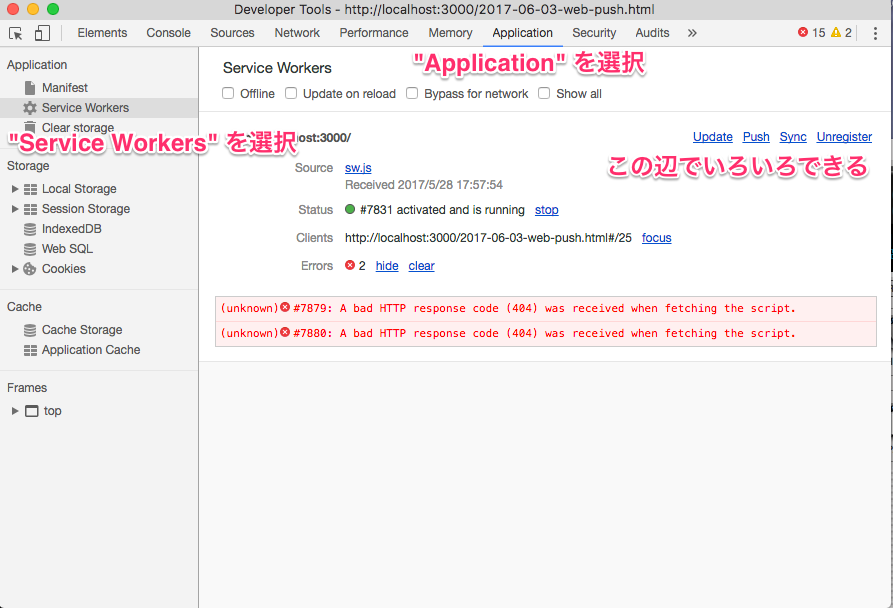 Developer Tools - http://localhost:3000/2017-06-03-web-push.html
Elements Console Sources Network Performance Memory Application Security Audits » 15 2
Application
Manifest
Service Workers
Clear storage
"Service Workers" を選択
Storage
Local Storage
Session Storage
IndexedDB
Web SQL
Cookies
Cache
Cache Storage
Application Cache
Frames
top
Service Workers
"Application" を選択
Offline Update on reload Bypass for network Show all
host:3000/
Update Push Sync Unregister
この辺でいろいろできる
Source sw.js
Received 2017/5/28 17:57:54
Status #7831 activated and is running stop
Clients http://localhost:3000/2017-06-03-web-push.html#/25 focus
Errors 2 hide clear
(unknown) #7879: A bad HTTP response code (404) was received when fetching the script.
(unknown) #7880: A bad HTTP response code (404) was received when fetching the script.